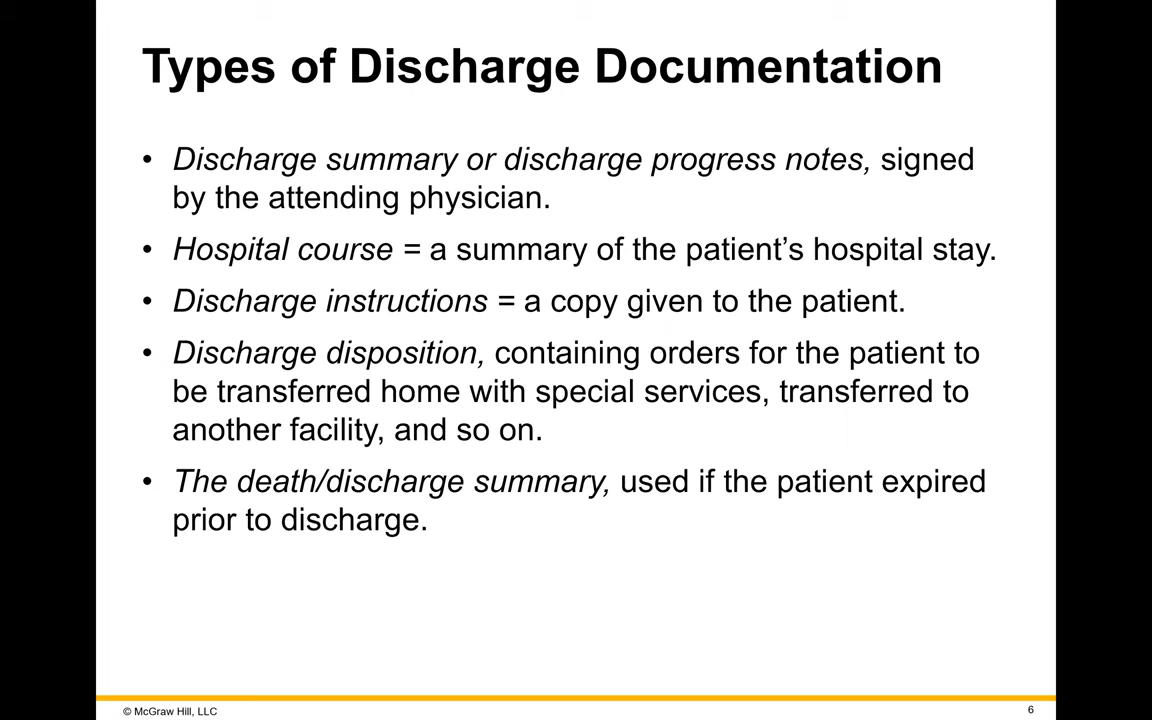 Types of Discharge Documentation
• Discharge summary or discharge progress notes, signed
by the attending physician.
• Hospital course = a summary of the patient’s hospital stay.
• Discharge instructions = a copy given to the patient.
• Discharge disposition, containing orders for the patient to
be transferred home with special services, transferred to
another facility, and so on.
• The death/discharge summary, used if the patient expired
prior to discharge.
© McGraw Hill, LLC
6